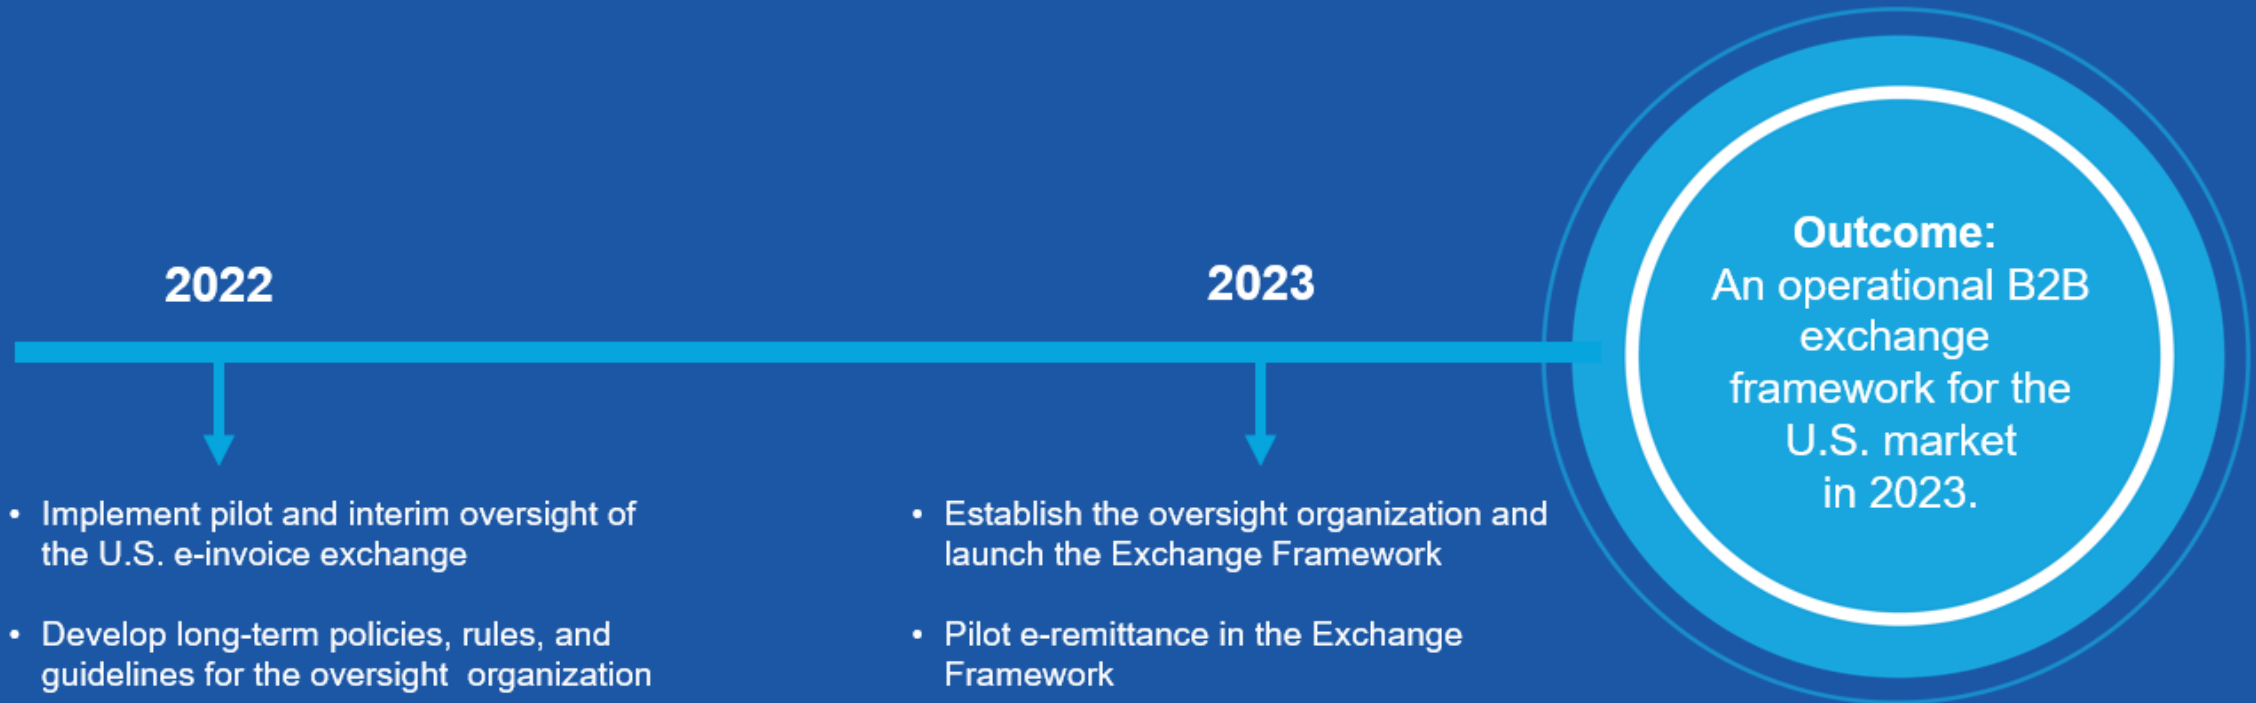 2022
• Implement pilot and interim oversight of
the U.S. e-invoice exchange
• Develop long-term policies, rules, and
guidelines for the oversight  organization
2023
• Establish the oversight organization and
launch the Exchange Framework
• Pilot e-remittance in the Exchange
Framework
Outcome:
An operational B2B
exchange
framework for the
U.S. market
in 2023.